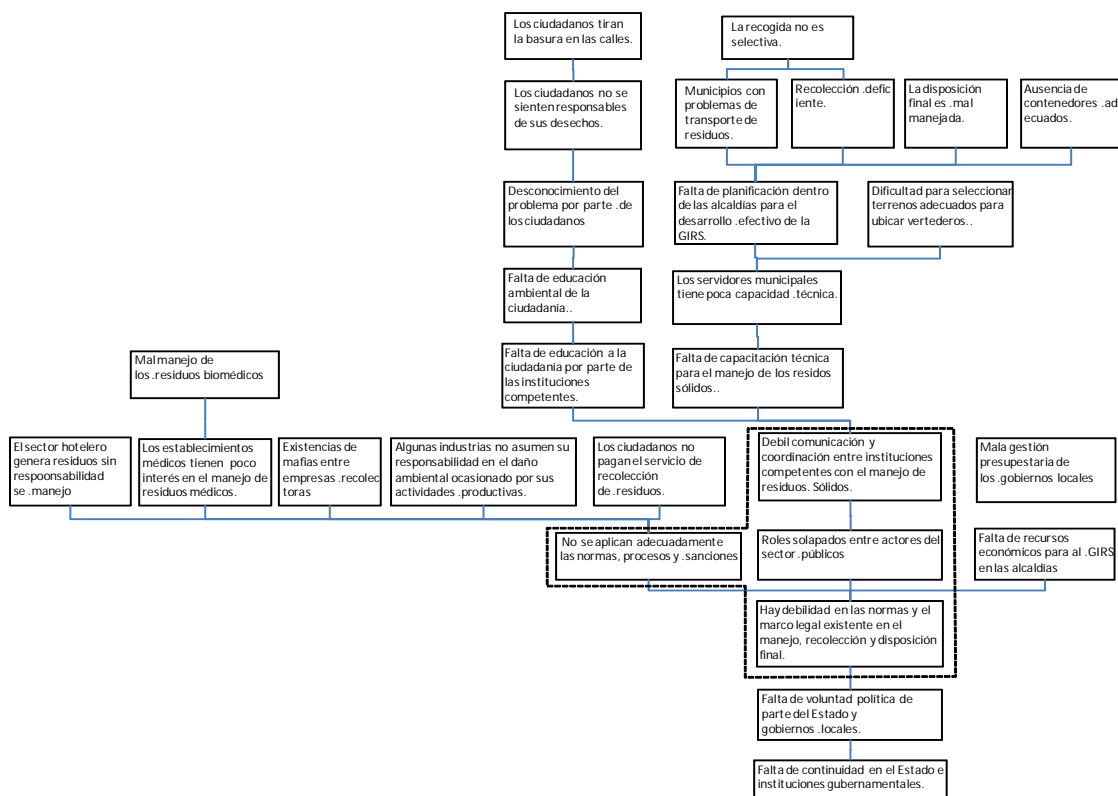 Los ciudadanos tiran
la basura en las calles.
La recogida no es
selectiva.
Los ciudadanos no se
sienten responsables
de sus desechos.
Municipios con
problemas de
transporte de
residuos.
Recolección .defic
iente.
La disposición
final es .mal
manejada.
Ausencia de
contenedores .ad
ecuados.
Desconocimiento del
problema por parte .de
los ciudadanos
Falta de planificación dentro
de las alcaldías para el
desarrollo .efectivo de la
GIRS.
Dificultad para seleccionar
terrenos adecuados para
ubicar vertederos..
Falta de educación
ambiental de la
ciudadanía..
Los servidores municipales
tiene poca capacidad .técnica.
Mal manejo de
los .residuos biomédicos
Falta de educación a la
ciudadanía por parte de
las instituciones
competentes.
Falta de capacitación técnica
para el manejo de los residos
sólidos..
El sector hotelero
genera residuos sin
respoonsabilidad
se .manejo
Los establecimientos
médicos tienen poco
interés en el manejo de
residuos médicos.
Existencias de
mafias entre
empresas .recolec
toras
Algunas industrias no asumen su
responsabilidad en el daño
ambiental ocasionado por sus
actividades .productivas.
Los ciudadanos no
pagan el servicio de
recolección
de .residuos.
Debil comunicación y
coordinación entre instituciones
competentes con el manejo de
residuos. Sólidos.
Mala gestión
presupestaria de
los .gobiernos locales
No se aplican adecuadamente
las normas, procesos y .sanciones
Roles solapados entre actores del
sector .públicos
Falta de recursos
económicos para al .GIRS
en las alcaldías
Hay debilidad en las normas y el
marco legal existente en el
manejo, recolección y disposición
final.
Falta de voluntad política de
parte del Estado y
gobiernos .locales.
Falta de continuidad en el Estado e
instituciones gubernamentales.